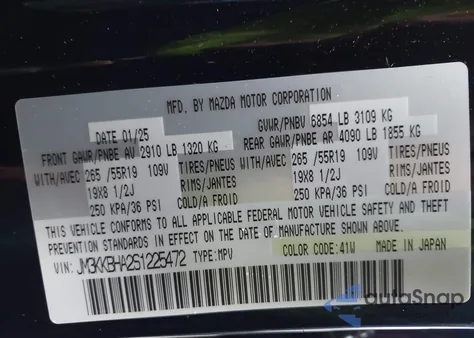 MFD. BY MAZDA MOTOR CORPORATION
DATE 01/25 GVWR/PNBV 6854 LB 3109 KG
FRONT GAWR/PNBE AV 2910 LB 1320 KG REAR GAWR/PNBE AR 4090 LB 1855 KG
WITH/AVEC 265 /55R19 109V TIRES/PNEUS WITH/AVEC 265 /55R19 109V TIRES/PNEUS
19X8 1/2J RIMS/JANTES 19X8 1/2J RIMS/JANTES
250 KPA/36 PSI COLD/A FROID 250 KPA/36 PSI COLD/A FROID
THIS VEHICLE CONFORMS TO ALL APPLICABLE FEDERAL MOTOR VEHICLE SAFETY AND THEFT
PREVENTION STANDARDS IN EFFECT ON THE DATE OF MANUFACTURE SHOWN ABOVE.
VIN: JM3KKBHA2S1225472 TYPE: MPV COLOR CODE: 41W MADE IN JAPAN
autoSnap